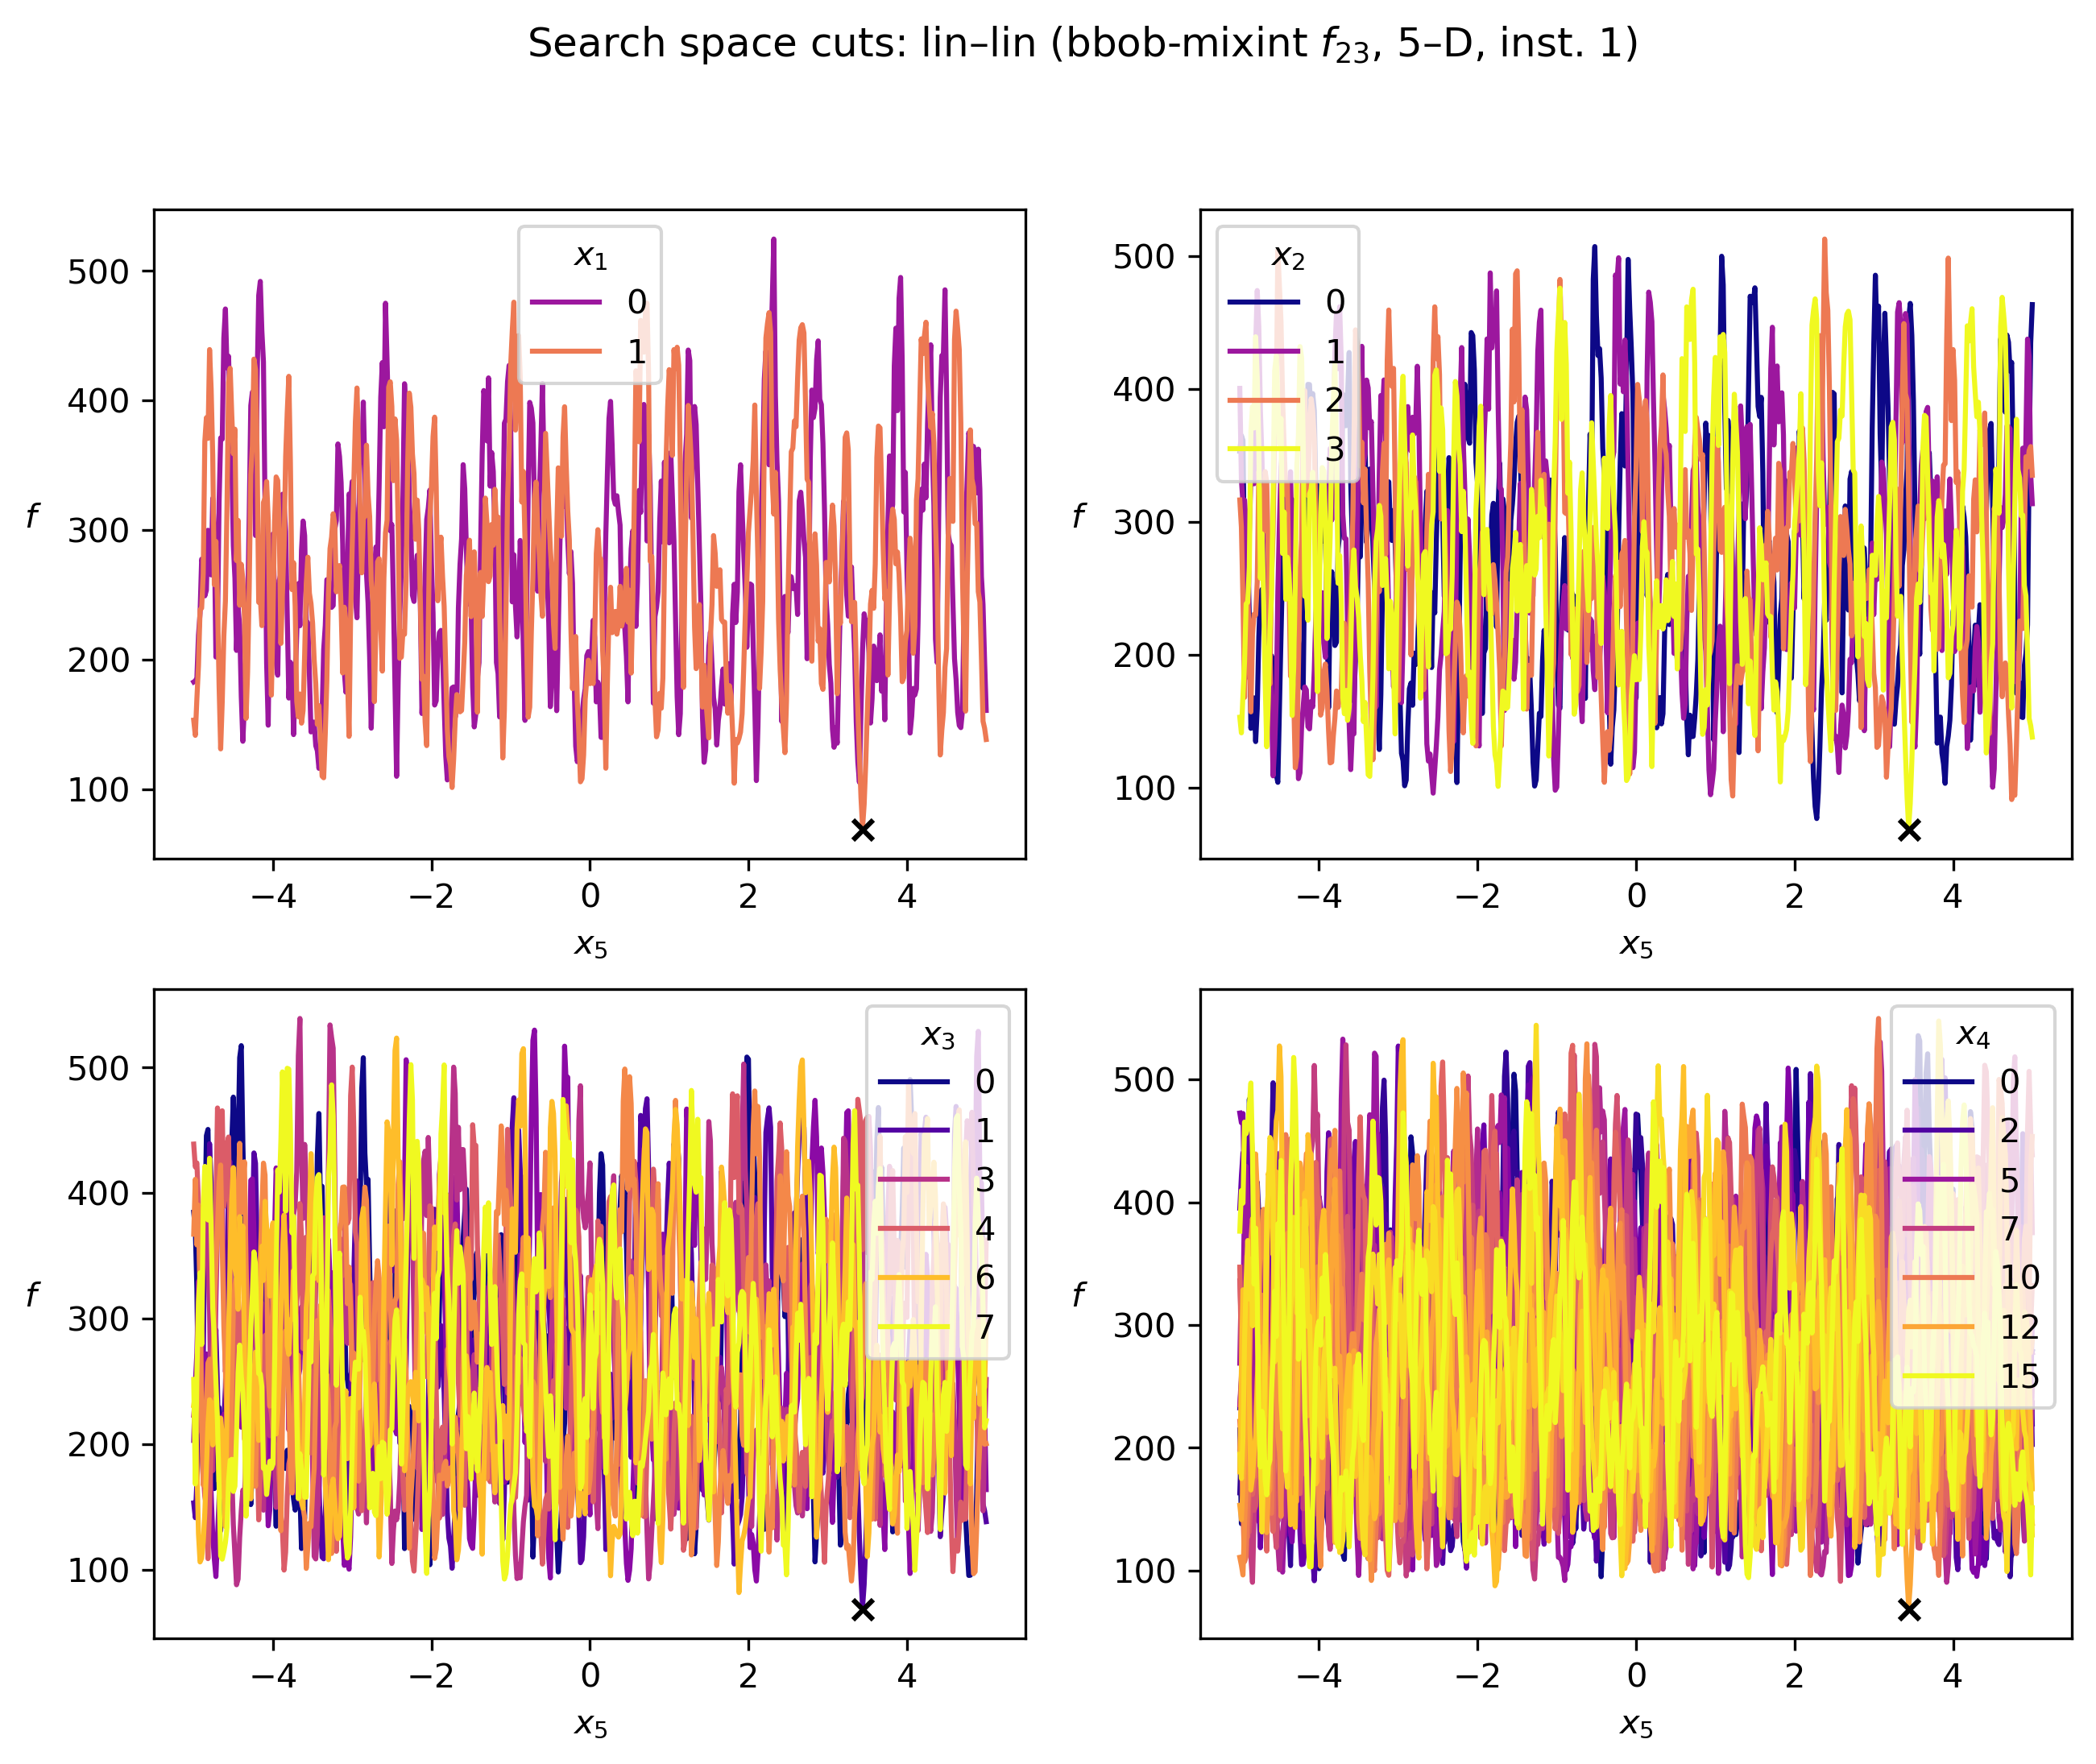 Search space cuts: lin–lin (bbob-mixint f₂₃, 5–D, inst. 1)
x₁
0
1
500
400
300
200
100
f
−4 −2 0 2 4
x₅
x₂
0
1
2
3
500
400
300
200
100
f
−4 −2 0 2 4
x₅
x₃
0
1
3
4
6
7
500
400
300
200
100
f
−4 −2 0 2 4
x₅
x₄
0
2
5
7
10
12
15
500
400
300
200
100
f
−4 −2 0 2 4
x₅